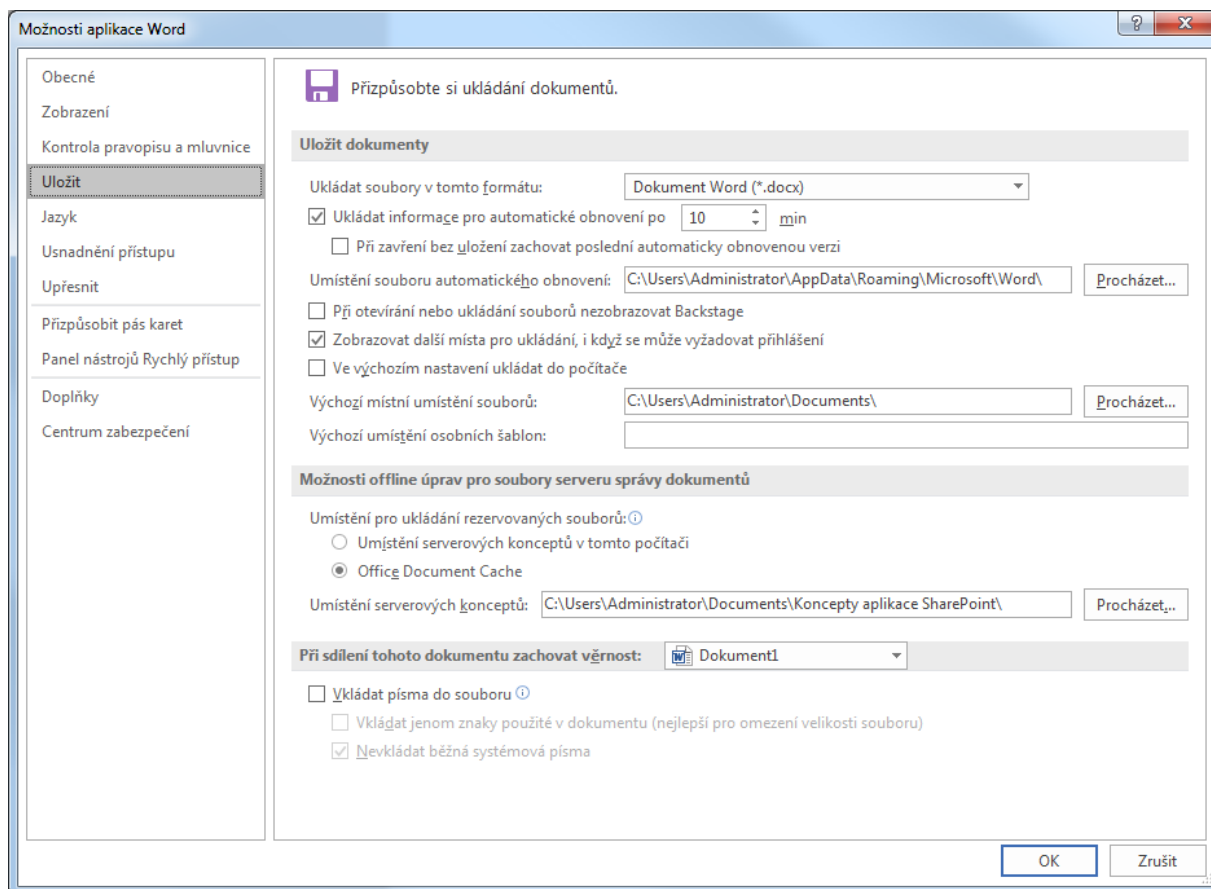 Možnosti aplikace Word
Obecné
Zobrazení
Kontrola pravopisu a mluvnice
Uložit
Jazyk
Usnadnění přístupu
Upřesnit
Přizpůsobit pás karet
Panel nástrojů Rychlý přístup
Doplňky
Centrum zabezpečení
Přizpůsobte si ukládání dokumentů.
Uložit dokumenty
Ukládat soubory v tomto formátu: Dokument Word (*.docx)
Ukládat informace pro automatické obnovení po 10 min
Při zavření bez uložení zachovat poslední automaticky obnovenou verzi
Umístění souboru automatického obnovení: C:\Users\Administrator\AppData\Roaming\Microsoft\Word\ Procházet...
Při otevírání nebo ukládání souborů nezobrazovat Backstage
Zobrazovat další místa pro ukládání, i když se může vyžadovat přihlášení
Ve výchozím nastavení ukládat do počítače
Výchozí místní umístění souborů: C:\Users\Administrator\Documents\ Procházet...
Výchozí umístění osobních šablon:
Možnosti offline úprav pro soubory serveru správy dokumentů
Umístění pro ukládání rezervovaných souborů:
Umístění serverových konceptů v tomto počítači
Office Document Cache
Umístění serverových konceptů: C:\Users\Administrator\Documents\Koncepty aplikace SharePoint\ Procházet...
Při sdílení tohoto dokumentu zachovat věrnost: Dokument1
Vkládat písma do souboru
Vkládat jenom znaky použité v dokumentu (nejlepší pro omezení velikosti souboru)
Nevkládat běžná systémová písma
OK Zrušit